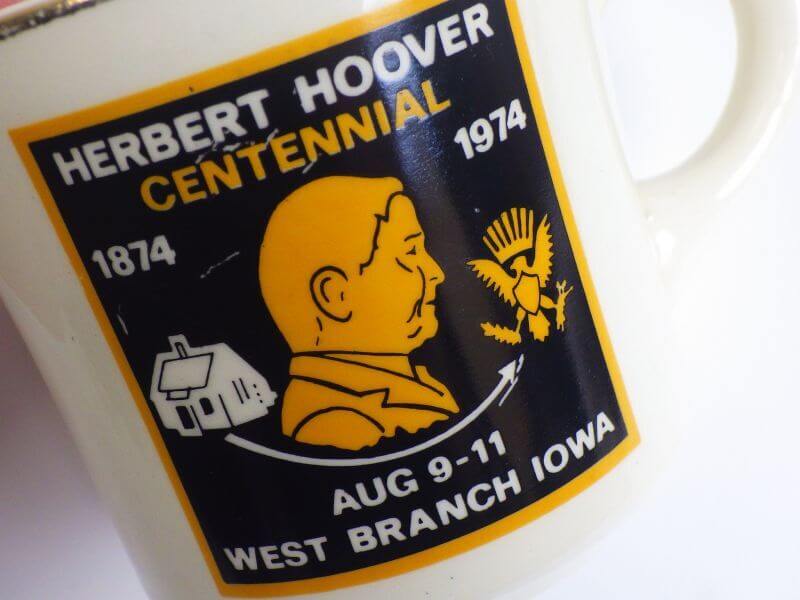 HERBERT HOOVER
CENTENNIAL
1874
1974
AUG 9-11
WEST BRANCH IOWA